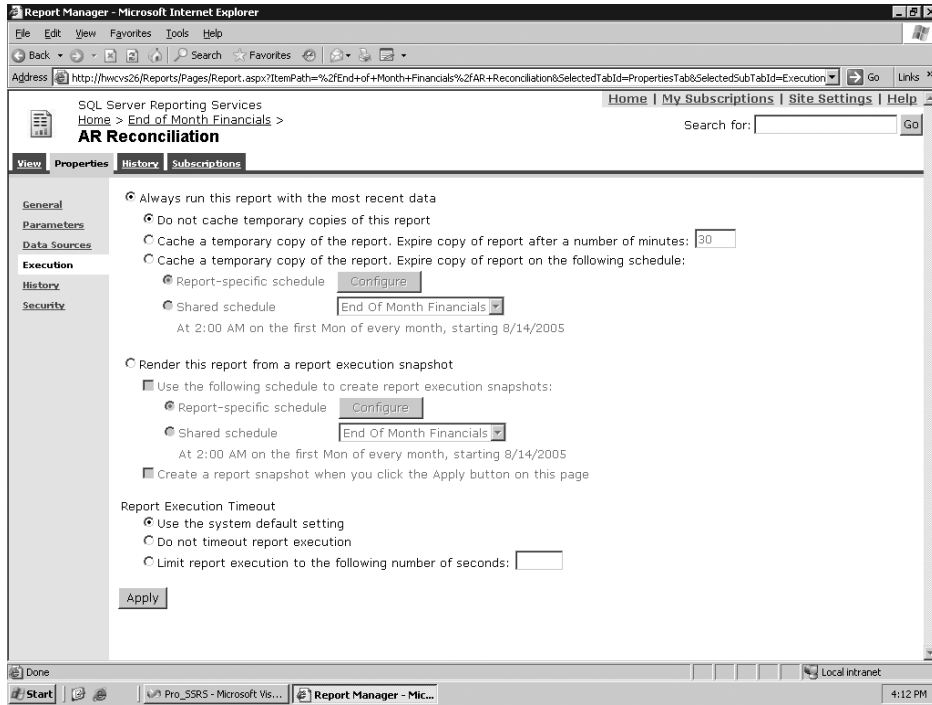 Report Manager - Microsoft Internet Explorer
File Edit View Favorites Tools Help
Back Search Favorites
Address http://hwcvs26/Reports/Pages/Report.aspx?ItemPath=%2fEnd+of+Month+Financials%2fAR+Reconciliation&SelectedTabId=PropertiesTab&SelectedSubTabId=Execution Go Links »
SQL Server Reporting Services
Home | My Subscriptions | Site Settings | Help
Home > End of Month Financials >
AR Reconciliation
Search for: Go
View Properties History Subscriptions
General
Parameters
Data Sources
Execution
History
Security
Always run this report with the most recent data
Do not cache temporary copies of this report
Cache a temporary copy of the report. Expire copy of report after a number of minutes: 30
Cache a temporary copy of the report. Expire copy of report on the following schedule:
Report-specific schedule Configure
Shared schedule End Of Month Financials
At 2:00 AM on the first Mon of every month, starting 8/14/2005
Render this report from a report execution snapshot
Use the following schedule to create report execution snapshots:
Report-specific schedule Configure
Shared schedule End Of Month Financials
At 2:00 AM on the first Mon of every month, starting 8/14/2005
Create a report snapshot when you click the Apply button on this page
Report Execution Timeout
Use the system default setting
Do not timeout report execution
Limit report execution to the following number of seconds:
Apply
Done Local intranet
Start Pro_SSRS - Microsoft Vis... Report Manager - Mic... 4:12 PM